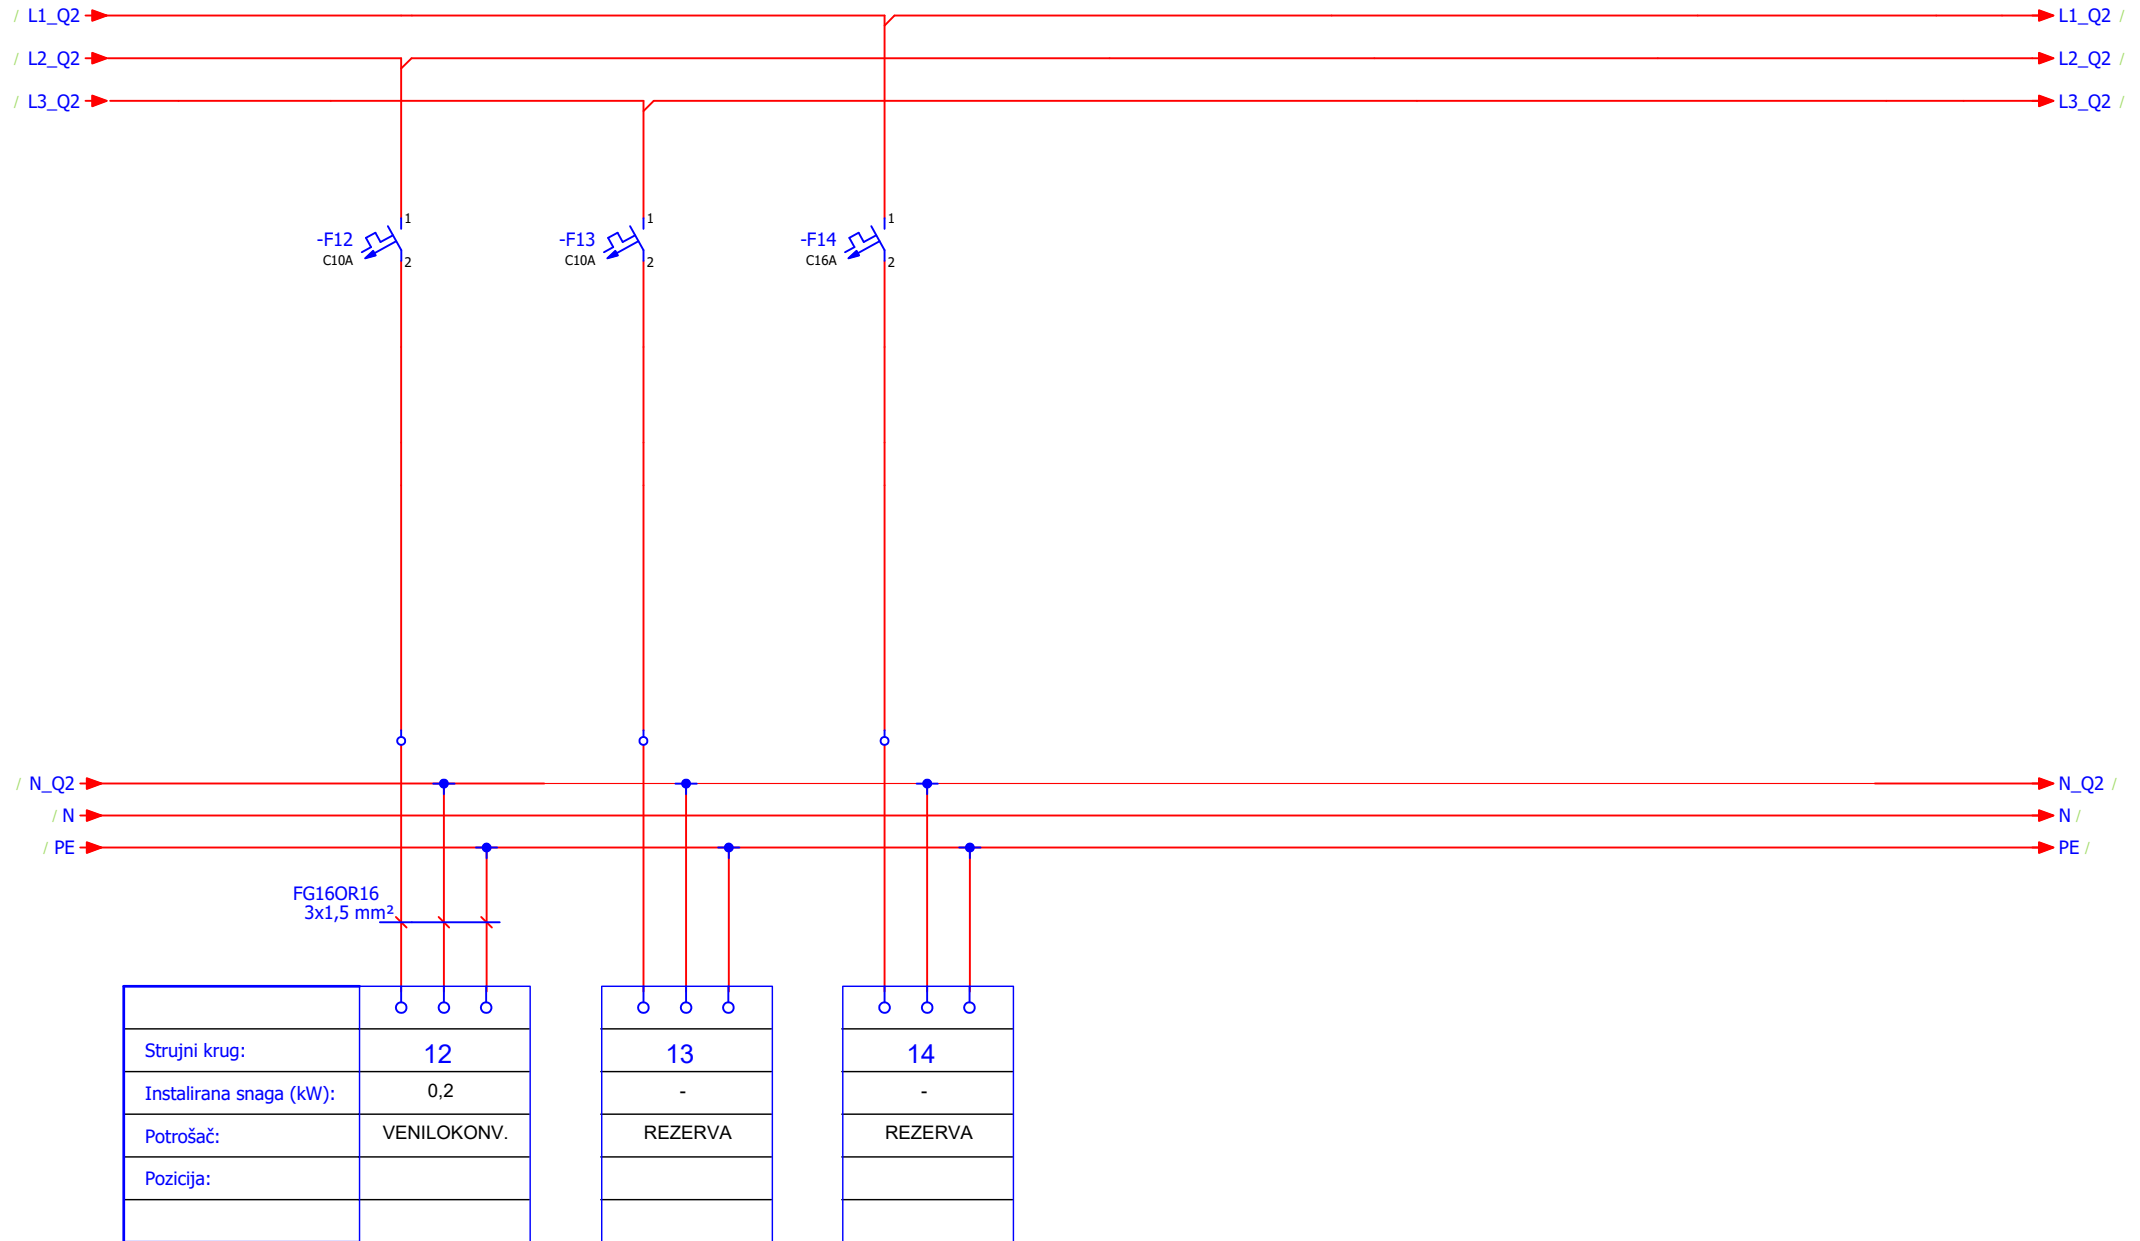 / L1_Q2 L1_Q2 /
/ L2_Q2 L2_Q2 /
/ L3_Q2 L3_Q2 /
1 1 1
-F12 -F13 -F14
C10A C10A C16A
2 2 2
/ N_Q2 N_Q2 /
/ N N /
/ PE PE /
FG16OR16
3x1,5 mm²
Strujni krug: 12 13 14
Instalirana snaga (kW): 0,2 - -
Potrošač: VENILOKONV. REZERVA REZERVA
Pozicija: